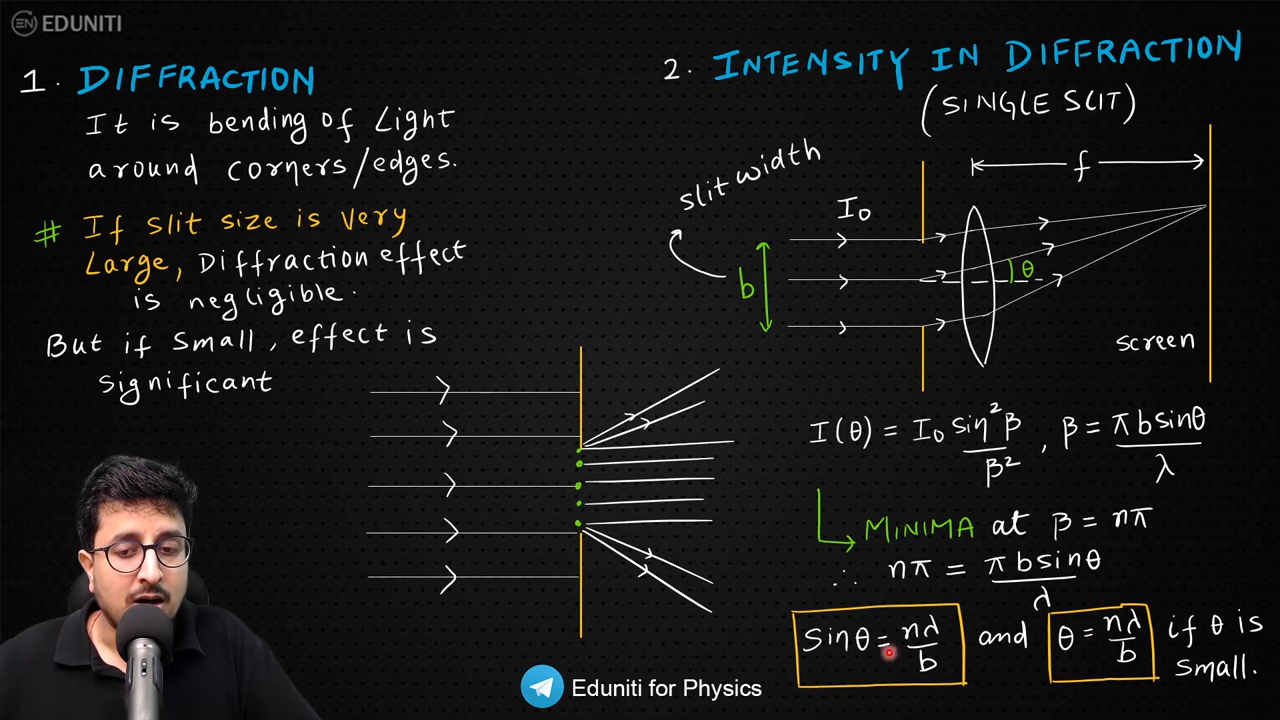 EN EDUNITI
1. DIFFRACTION
It is bending of Light
around corners/edges.
# If slit size is very
Large, Diffraction effect
is negligible.
But if small, effect is
significant
2. INTENSITY IN DIFFRACTION
(SINGLE SLIT)
slit width
I₀
f
b
θ
screen
I(θ) = I₀ sin²β / β², β = πb sinθ / λ
MINIMA at β = nπ
∴ nπ = πb sinθ / λ
sinθ = nλ / b and θ = nλ / b if θ is
small.
Eduniti for Physics